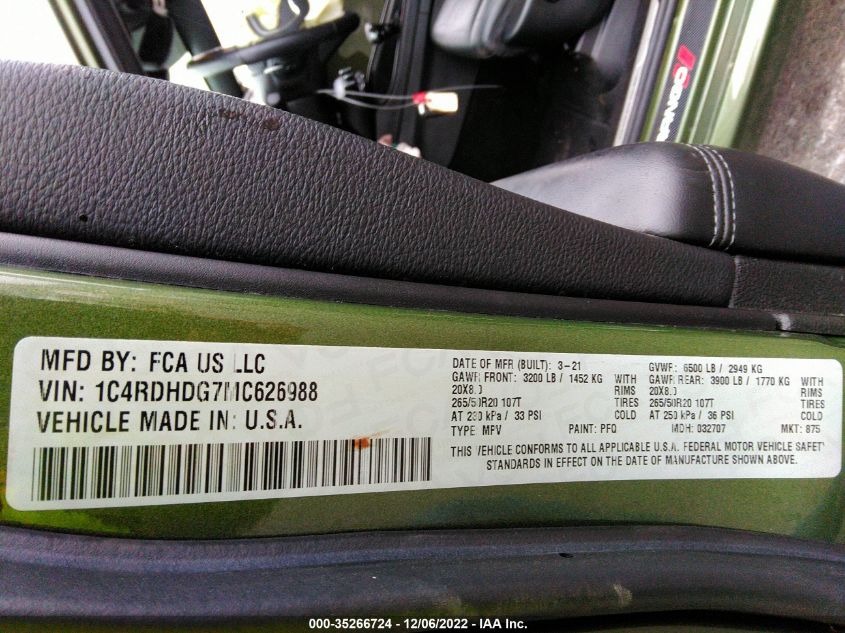 MFD BY: FCA US LLC
VIN: 1C4RDHDG7MC626988
VEHICLE MADE IN: U.S.A.
DATE OF MFR (BUILT): 3-21
GVWR: 6500 LB / 2949 KG
GAWR FRONT: 3200 LB / 1452 KG
GAWR REAR: 3900 LB / 1770 KG
20X8.0 RIMS
20X8.0 RIMS
265/50R20 107T TIRES
265/50R20 107T TIRES
AT 230 kPa / 33 PSI COLD
AT 250 kPa / 36 PSI COLD
TYPE: MPV PAINT: PFQ MDH: 032707 MKT: 875
THIS VEHICLE CONFORMS TO ALL APPLICABLE U.S.A. FEDERAL MOTOR VEHICLE SAFETY
STANDARDS IN EFFECT ON THE DATE OF MANUFACTURE SHOWN ABOVE.
000-35266724 - 12/06/2022 - IAA Inc.